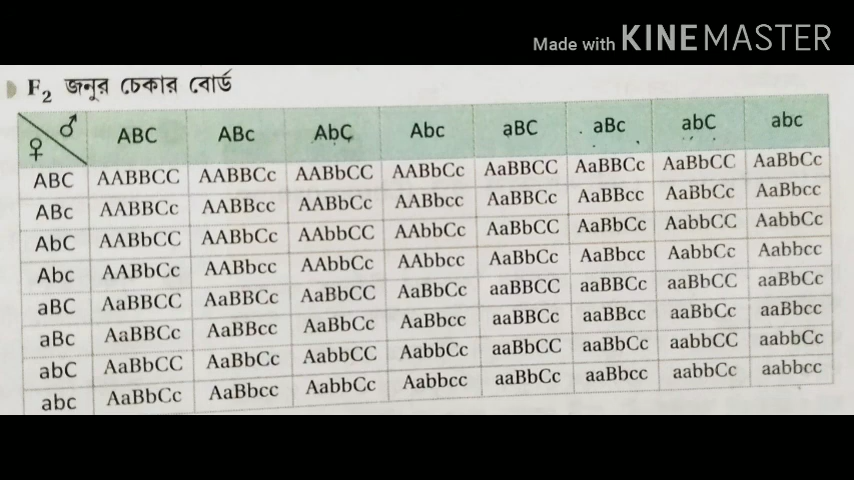 Made with KINEMASTER
F₂ জনুর চেকার বোর্ড
♀ ♂ ABC ABc AbC Abc aBC aBc abC abc
ABC AABBCC AABBCc AABbCC AABbCc AaBBCC AaBBCc AaBbCC AaBbCc
ABc AABBCc AABBcc AABbCc AABbcc AaBBCc AaBBcc AaBbCc AaBbcc
AbC AABbCC AABbCc AAbbCC AAbbCc AaBbCC AaBbCc AabbCC AabbCc
Abc AABbCc AABbcc AAbbCc AAbbcc AaBbCc AaBbcc AabbCc Aabbcc
aBC AaBBCC AaBBCc AaBbCC AaBbCc aaBBCC aaBBCc aaBbCC aaBbCc
aBc AaBBCc AaBBcc AaBbCc AaBbcc aaBBCc aaBBcc aaBbCc aaBbcc
abC AaBbCC AaBbCc AabbCC AabbCc aaBbCC aaBbCc aabbCC aabbCc
abc AaBbCc AaBbcc AabbCc Aabbcc aaBbCc aaBbcc aabbCc aabbcc